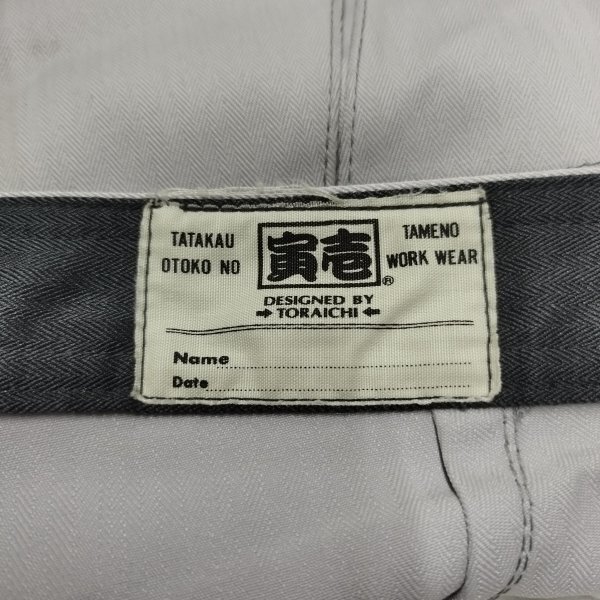 TATAKAU
OTOKO NO
寅壱®
TAMENO
WORK WEAR
DESIGNED BY
➔ TORAICHI ←
Name
Date